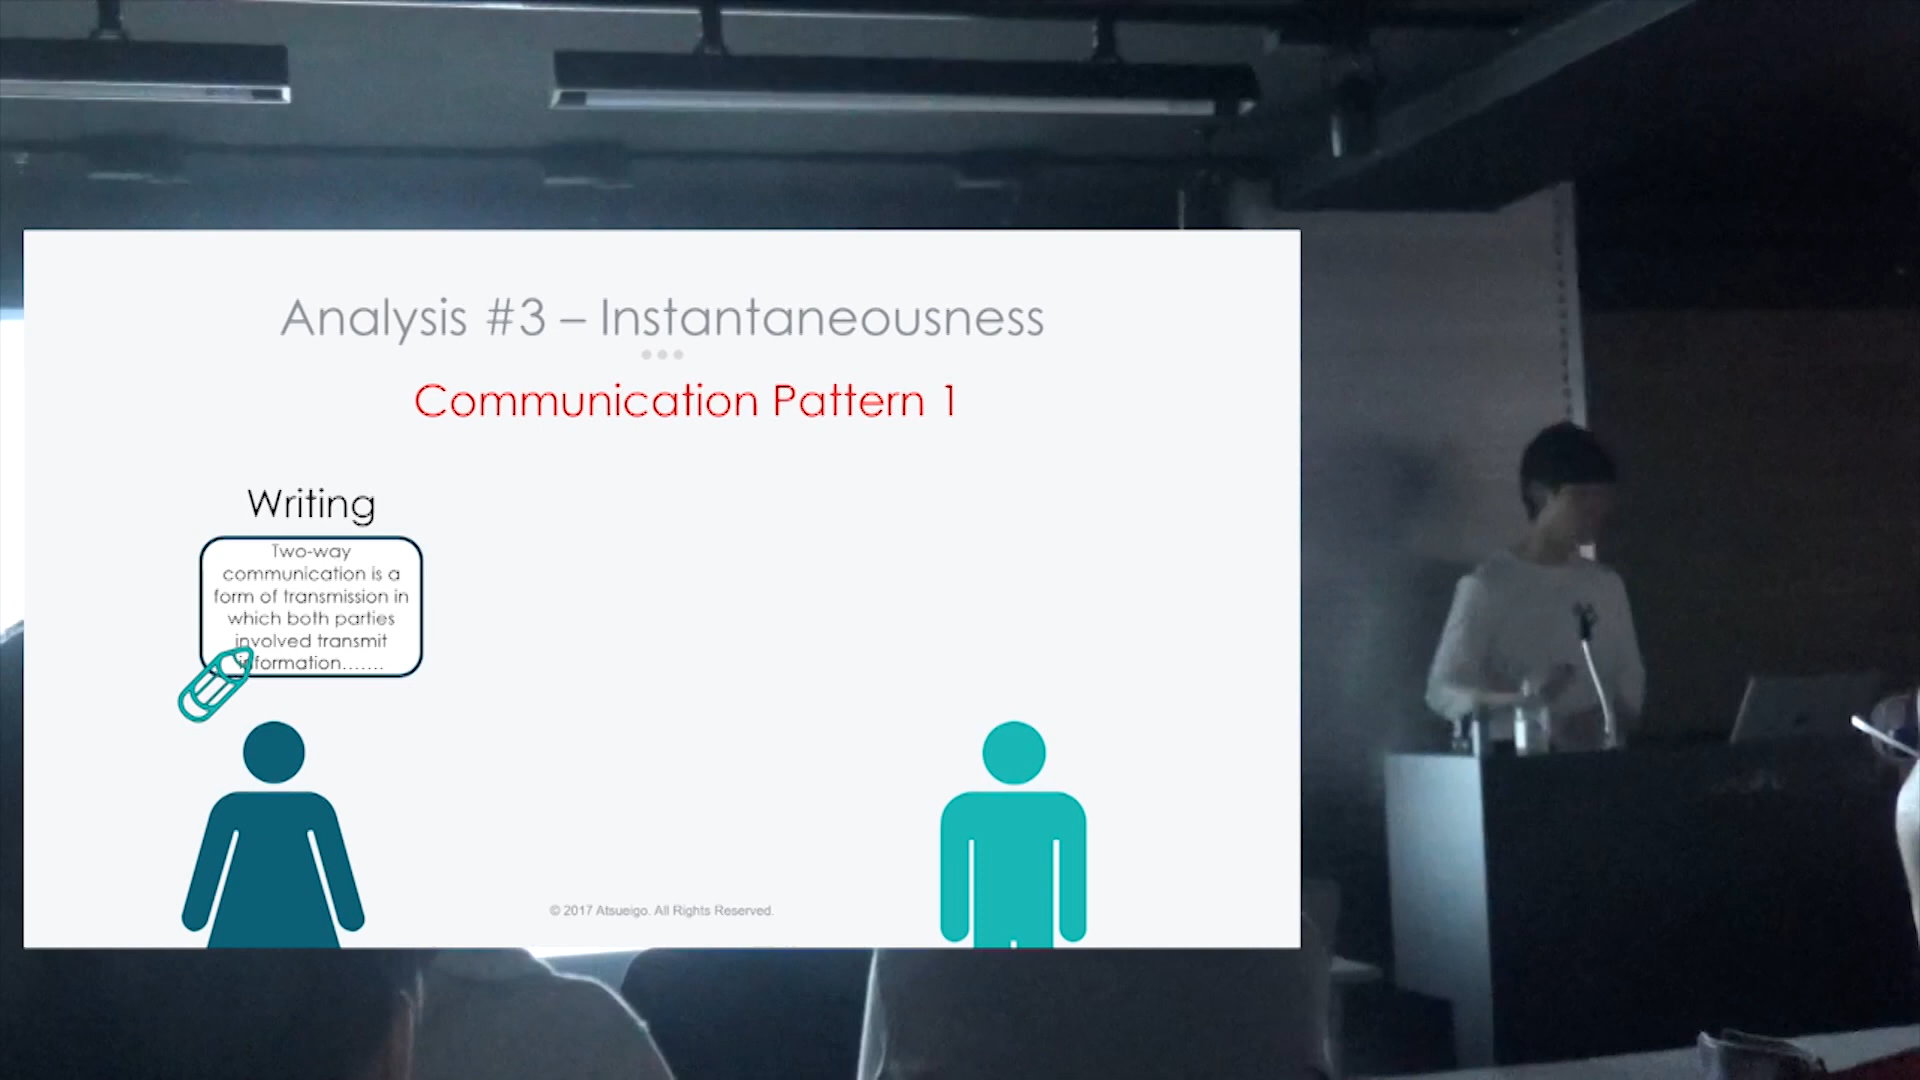 Analysis #3 – Instantaneousness
Communication Pattern 1
Writing
Two-way
communication is a
form of transmission in
which both parties
involved transmit
information.......
© 2017 Atsueigo. All Rights Reserved.